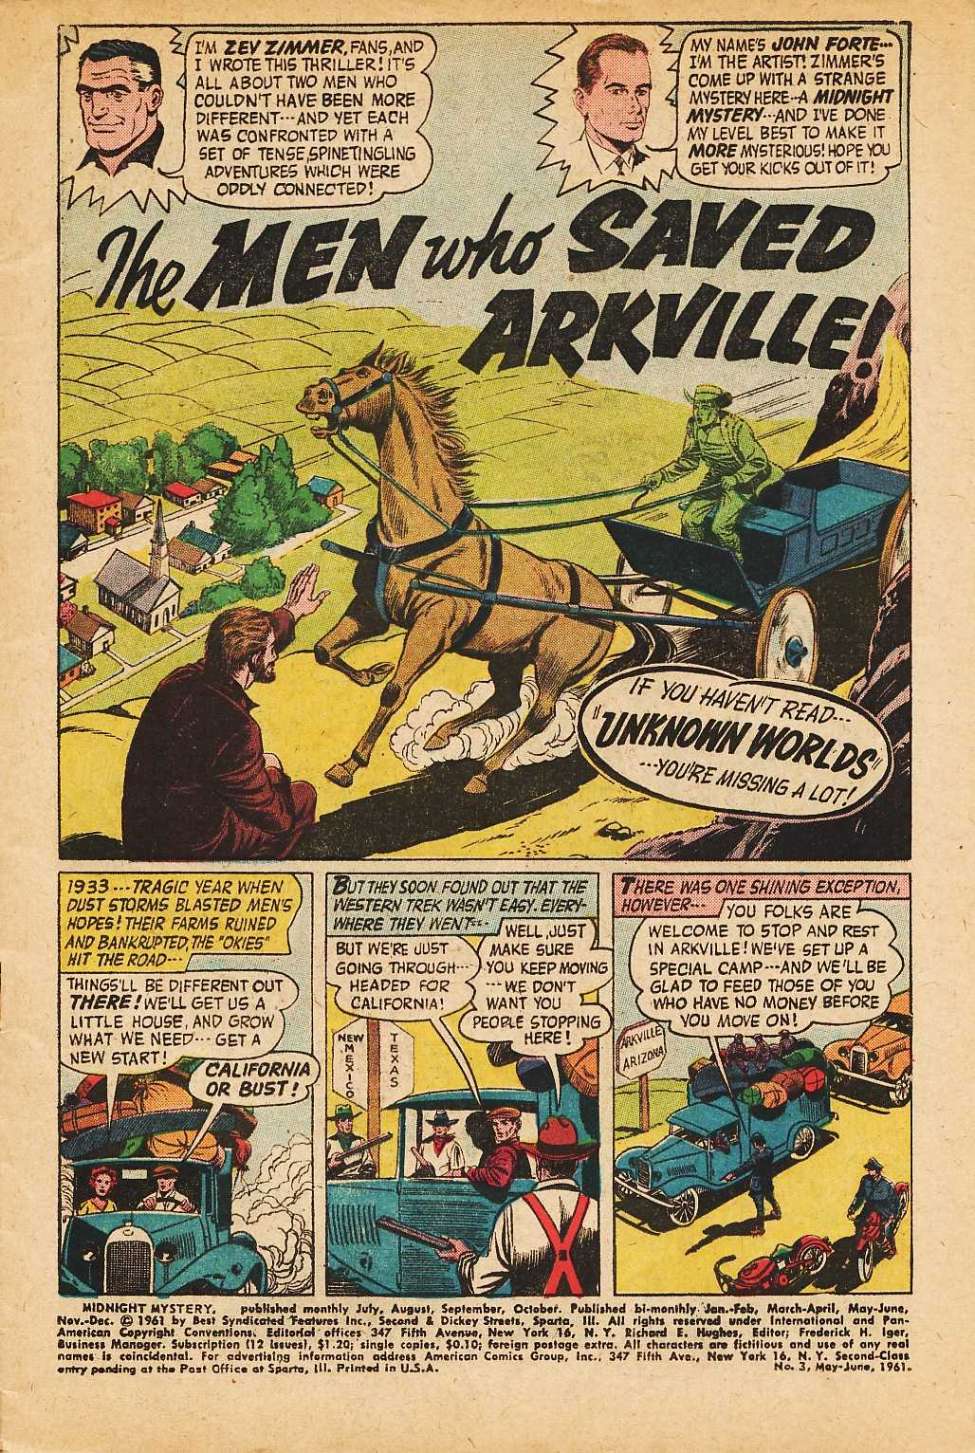 I'M ZEV ZIMMER, FANS, AND
I WROTE THIS THRILLER! IT'S
ALL ABOUT TWO MEN WHO
COULDN'T HAVE BEEN MORE
DIFFERENT---AND YET EACH
WAS CONFRONTED WITH A
SET OF TENSE, SPINETINGLING
ADVENTURES WHICH WERE
ODDLY CONNECTED!
MY NAME'S JOHN FORTE---
I'M THE ARTIST! ZIMMER'S
COME UP WITH A STRANGE
MYSTERY HERE--A MIDNIGHT
MYSTERY---AND I'VE DONE
MY LEVEL BEST TO MAKE IT
MORE MYSTERIOUS! HOPE YOU
GET YOUR KICKS OUT OF IT!
The MEN who SAVED
ARKVILLE!
IF YOU HAVEN'T READ---
"UNKNOWN WORLDS"
---YOU'RE MISSING A LOT!
1933---TRAGIC YEAR WHEN
DUST STORMS BLASTED MEN'S
HOPES! THEIR FARMS RUINED
AND BANKRUPTED, THE "OKIES"
HIT THE ROAD---
THINGS'LL BE DIFFERENT OUT
THERE! WE'LL GET US A
LITTLE HOUSE, AND GROW
WHAT WE NEED---GET A
NEW START!
CALIFORNIA
OR BUST!
BUT THEY SOON FOUND OUT THAT THE
WESTERN TREK WASN'T EASY. EVERY-
WHERE THEY WENT---
BUT WE'RE JUST
GOING THROUGH---
HEADED FOR
CALIFORNIA!
WELL, JUST
MAKE SURE
YOU KEEP MOVING
---WE DON'T
WANT YOU
PEOPLE STOPPING
HERE!
NEW
MEXICO
TEXAS
THERE WAS ONE SHINING EXCEPTION,
HOWEVER---
YOU FOLKS ARE
WELCOME TO STOP AND REST
IN ARKVILLE! WE'VE SET UP A
SPECIAL CAMP---AND WE'LL BE
GLAD TO FEED THOSE OF YOU
WHO HAVE NO MONEY BEFORE
YOU MOVE ON!
ARKVILLE
ARIZONA
MIDNIGHT MYSTERY, published monthly July, August, September, October. Published bi-monthly Jan.-Feb, March-April, May-June,
Nov.-Dec. © 1961 by Best Syndicated Features Inc., Second & Dickey Streets, Sparta, Ill. All rights reserved under International and Pan-
American Copyright Conventions. Editorial offices 347 Fifth Avenue, New York 16, N. Y. Richard E. Hughes, Editor; Frederick H. Iger,
Business Manager. Subscription (12 issues), $1.20; single copies, $0.10; foreign postage extra. All characters are fictitious and use of any real
names is coincidental. For advertising information address American Comics Group, Inc., 347 Fifth Ave., New York 16, N. Y. Second-Class
entry pending at the Post Office at Sparta, Ill. Printed in U.S.A. No. 3, May-June, 1961.